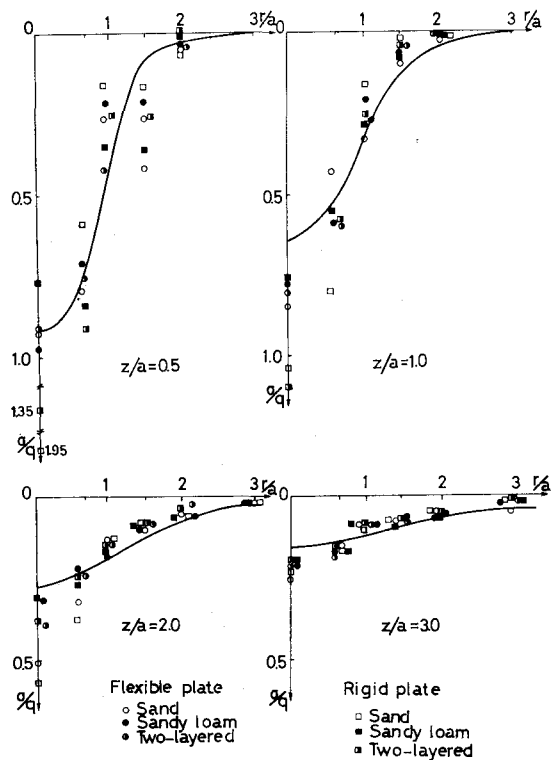 0 1 2 3 r/a
0.5
1.0
z/a=0.5
1.35
σ/q 1.95
0 1 2 3 r/a
0.5
1.0
z/a=1.0
σ/q
0 1 2 3 r/a
0.5
z/a=2.0
σ/q
0 1 2 3 r/a
0.5
z/a=3.0
σ/q
Flexible plate
○ Sand
● Sandy loam
◐ Two-layered
Rigid plate
□ Sand
■ Sandy loam
◨ Two-layered